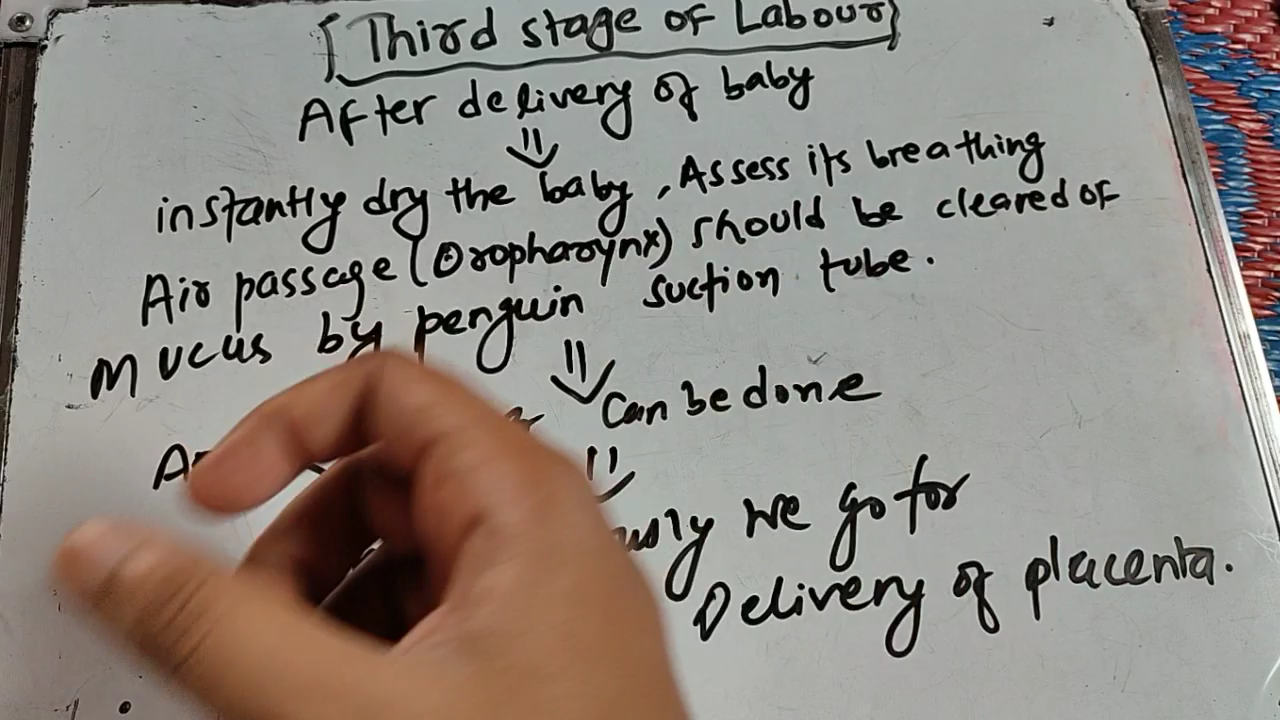 Third stage of Labour
After delivery of baby
instantly dry the baby, Assess its breathing
Air passage (Oropharynx) should be cleared of
Mucus by penguin suction tube.
Can be done
we go for
Delivery of placenta.